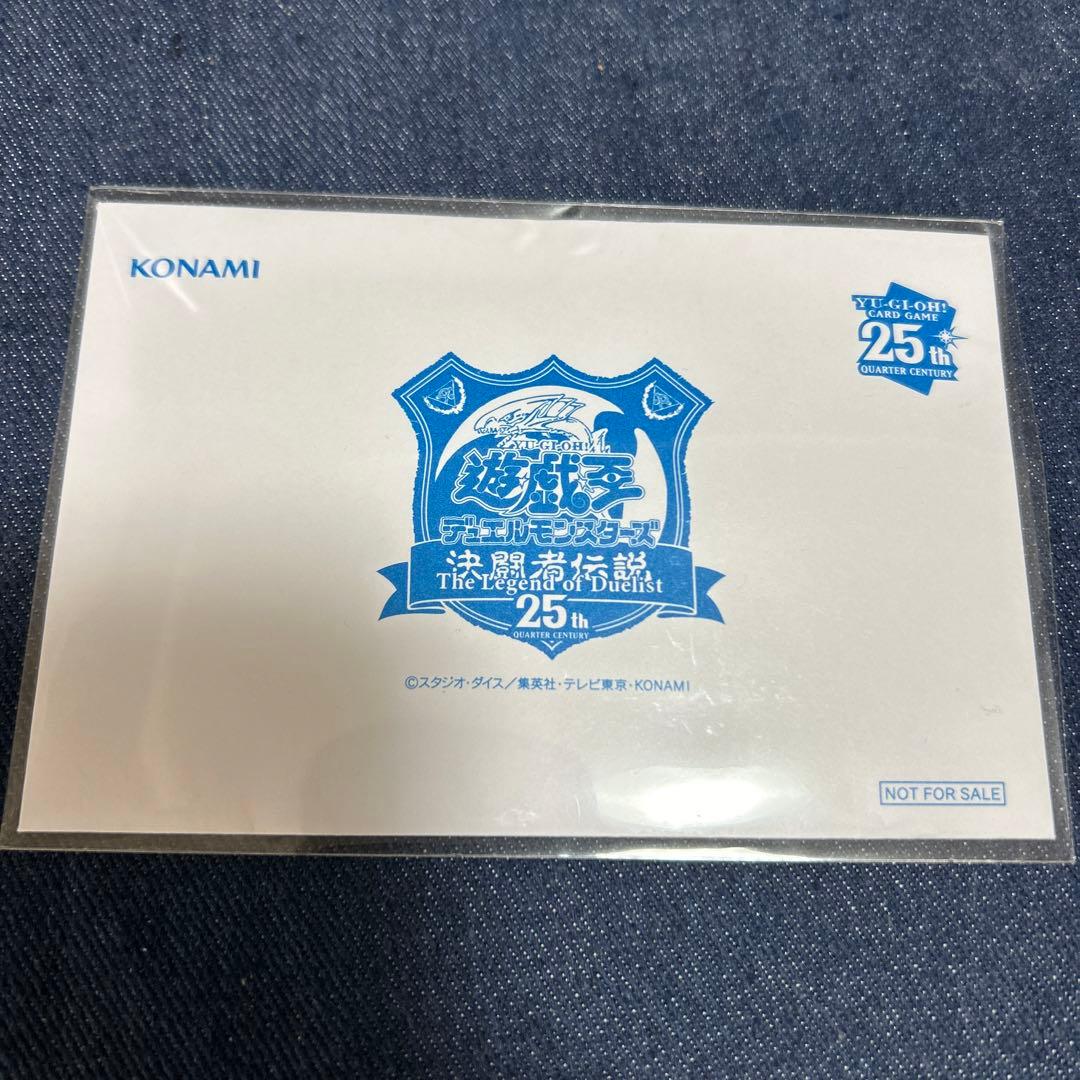 KONAMI
YU-GI-OH!
CARD GAME
25th
QUARTER CENTURY
YU-GI-OH!
遊戯王
デュエルモンスターズ
決闘者伝説
The Legend of Duelist
25th
QUARTER CENTURY
©スタジオ・ダイス／集英社・テレビ東京・KONAMI
NOT FOR SALE